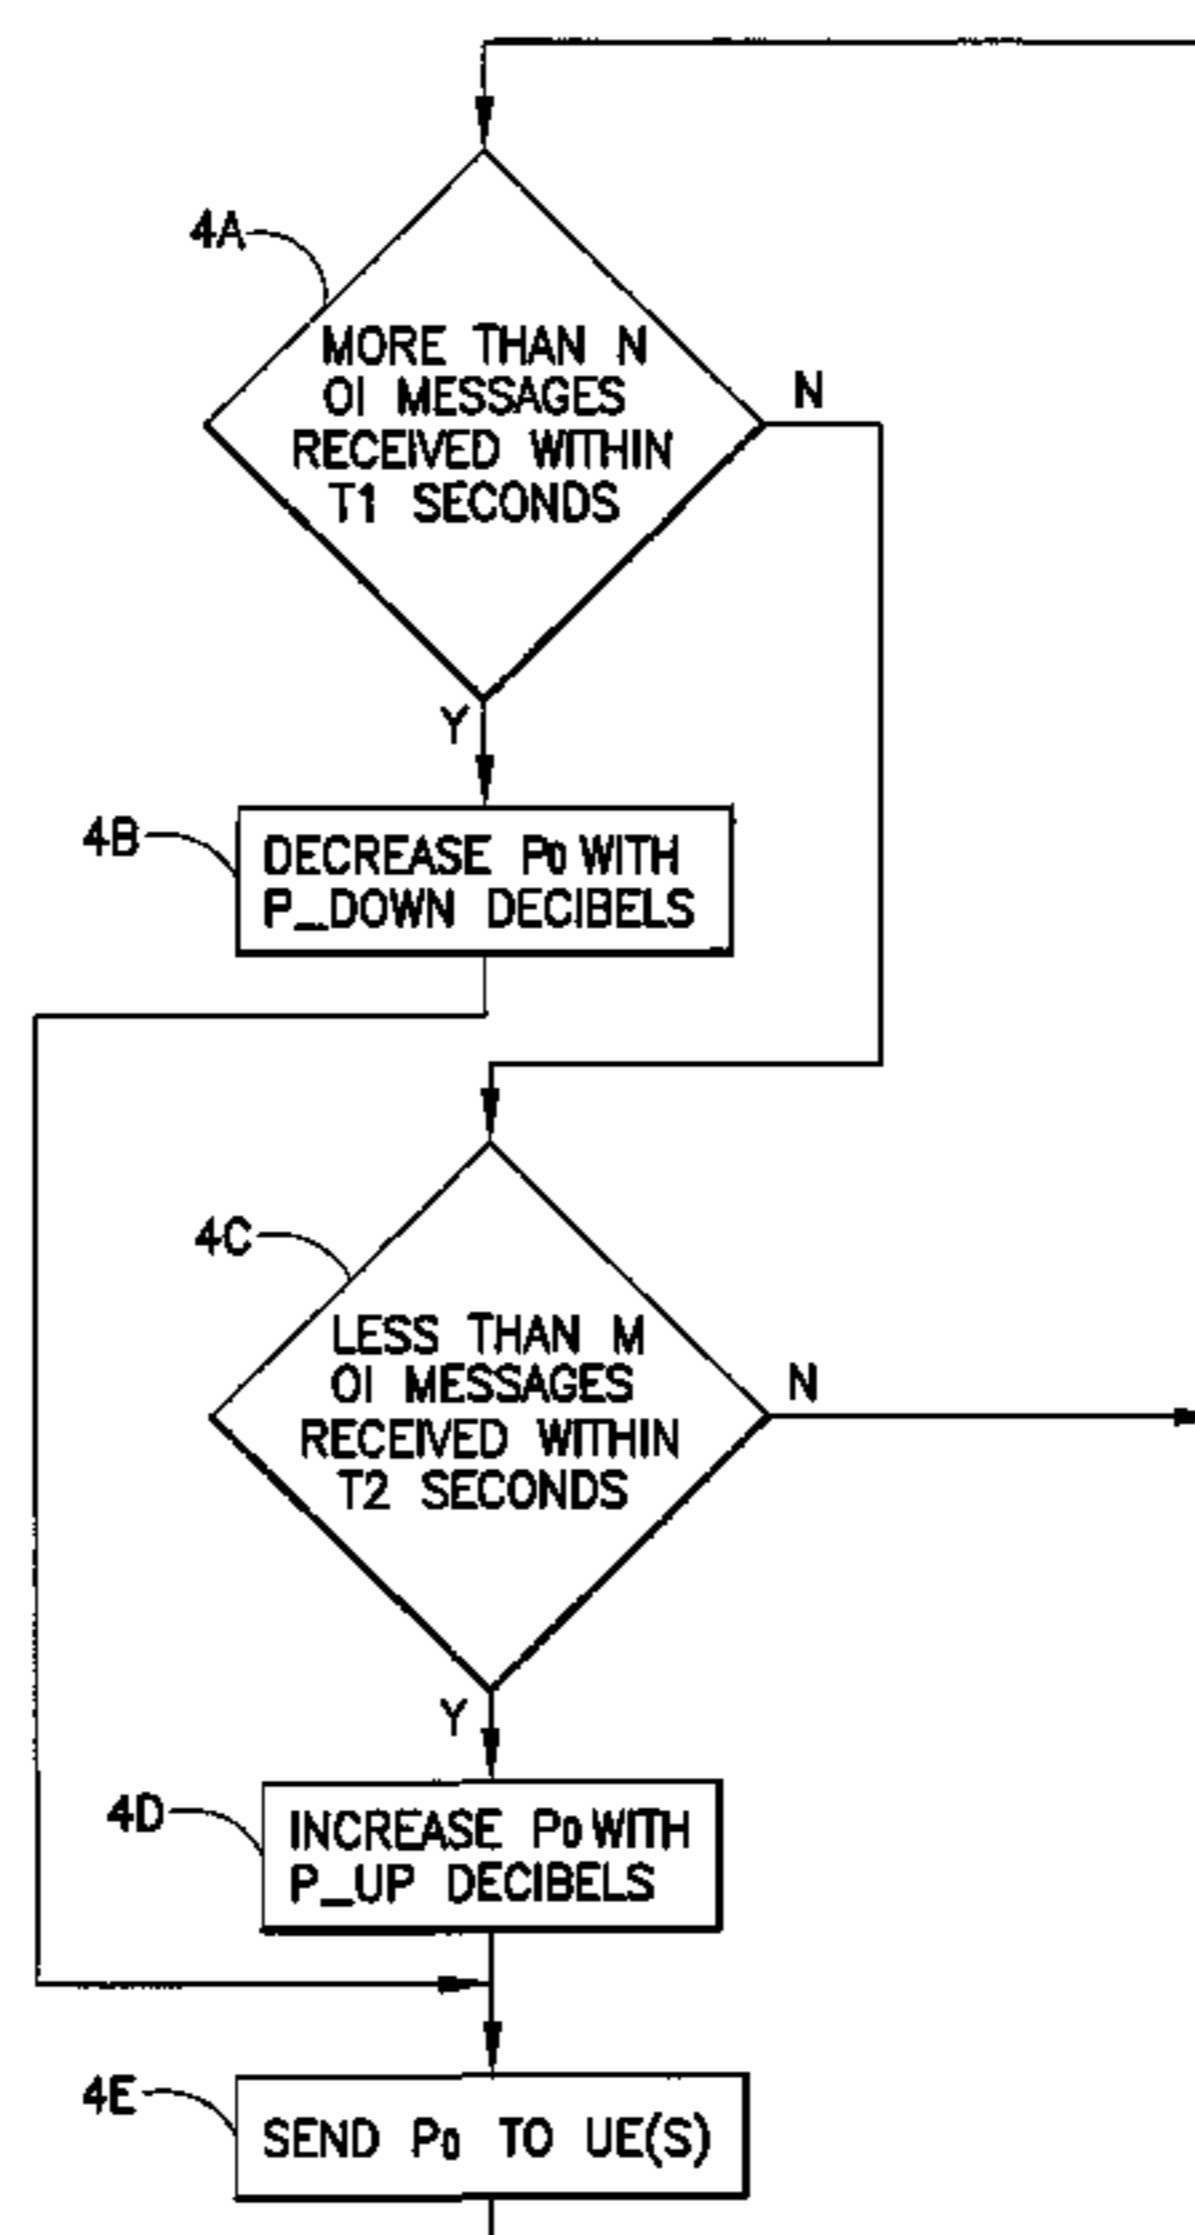 4A
MORE THAN N
OI MESSAGES
RECEIVED WITHIN
T1 SECONDS
N
Y
4B
DECREASE P0 WITH
P_DOWN DECIBELS
4C
LESS THAN M
OI MESSAGES
RECEIVED WITHIN
T2 SECONDS
N
Y
4D
INCREASE P0 WITH
P_UP DECIBELS
4E
SEND P0 TO UE(S)